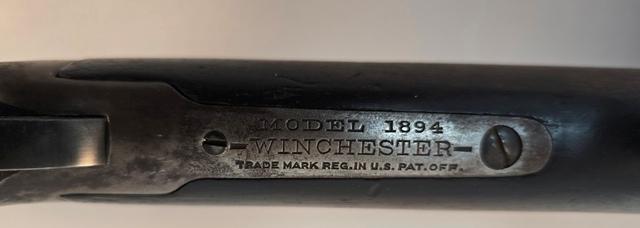 MODEL 1894
-WINCHESTER-
TRADE MARK REG. IN U.S. PAT. OFF.